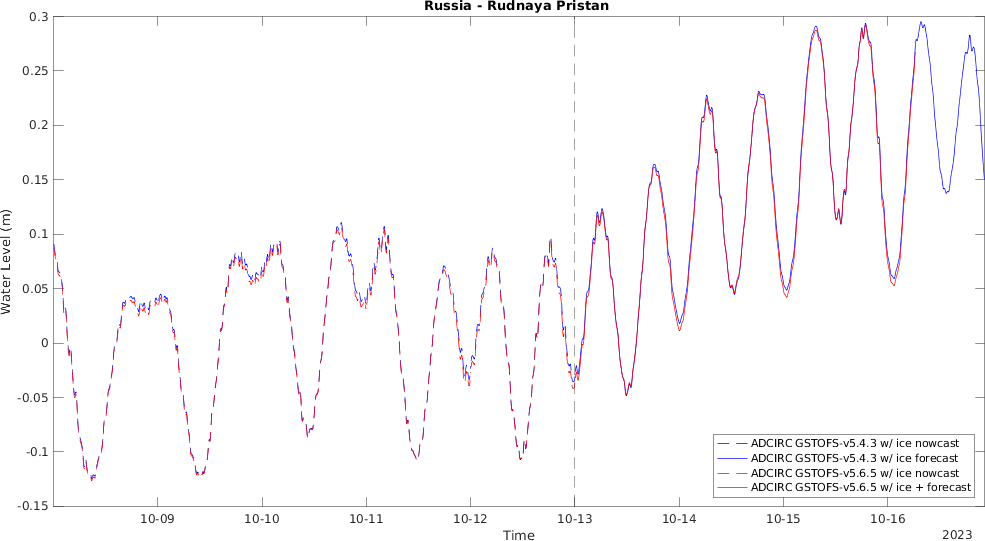 Russia - Rudnaya Pristan
0.3
0.25
0.2
0.15
0.1
0.05
0
-0.05
-0.1
-0.15
Water Level (m)
ADCIRC GSTOFS-v5.4.3 w/ ice nowcast
ADCIRC GSTOFS-v5.4.3 w/ ice forecast
ADCIRC GSTOFS-v5.6.5 w/ ice nowcast
ADCIRC GSTOFS-v5.6.5 w/ ice + forecast
10-09 10-10 10-11 10-12 10-13 10-14 10-15 10-16
Time
2023